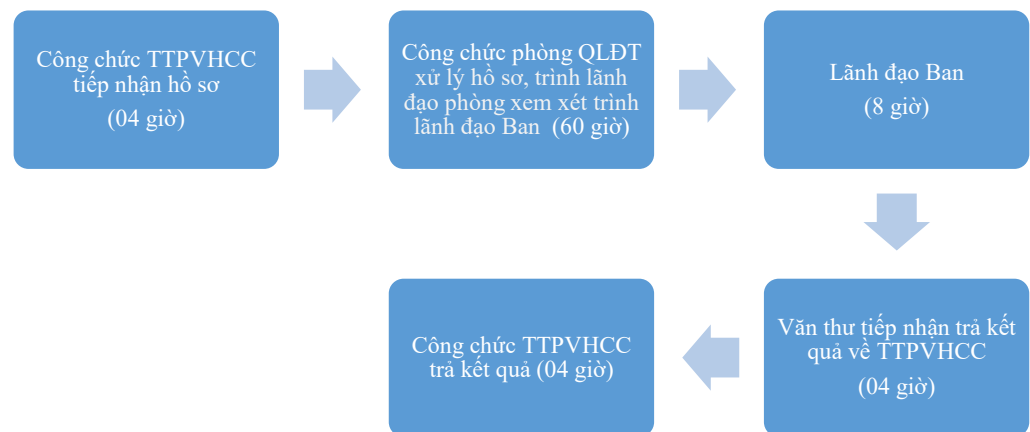 Công chức TTPVHCC
tiếp nhận hồ sơ
(04 giờ)
Công chức phòng QLĐT
xử lý hồ sơ, trình lãnh
đạo phòng xem xét trình
lãnh đạo Ban (60 giờ)
Lãnh đạo Ban
(8 giờ)
Văn thư tiếp nhận trả kết
quả về TTPVHCC
(04 giờ)
Công chức TTPVHCC
trả kết quả (04 giờ)